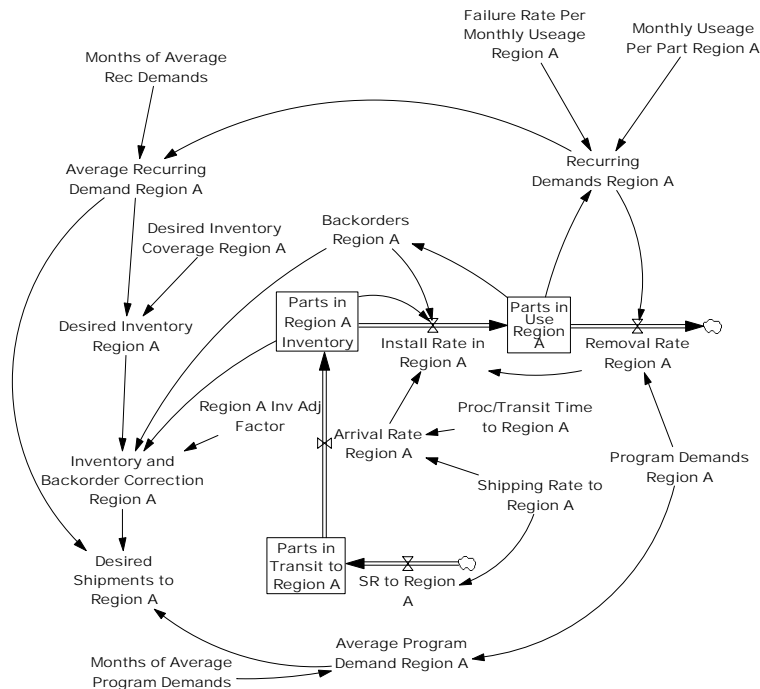 Failure Rate Per
Monthly Useage
Region A
Monthly Useage
Per Part Region A
Months of Average
Rec Demands
Average Recurring
Demand Region A
Recurring
Demands Region A
Desired Inventory
Coverage Region A
Backorders
Region A
Parts in
Region A
Inventory
Parts in
Use
Region
A
Desired Inventory
Region A
Install Rate in
Region A
Removal Rate
Region A
Region A Inv Adj
Factor
Arrival Rate
Region A
Proc/Transit Time
to Region A
Inventory and
Backorder Correction
Region A
Program Demands
Region A
Shipping Rate to
Region A
Parts in
Transit to
Region A
SR to Region
A
Desired
Shipments to
Region A
Average Program
Demand Region A
Months of Average
Program Demands